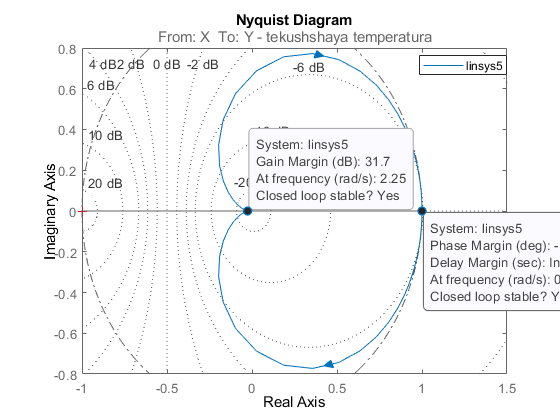 Nyquist Diagram
From: X To: Y - tekushshaya temperatura
0.8
0.6
0.4
0.2
0
-0.2
-0.4
-0.6
-0.8
Imaginary Axis
4 dB 2 dB 0 dB -2 dB
-6 dB
-6 dB
10 dB
20 dB
-20
linsys5
System: linsys5
Gain Margin (dB): 31.7
At frequency (rad/s): 2.25
Closed loop stable? Yes
System: linsys5
Phase Margin (deg): -
Delay Margin (sec): In
At frequency (rad/s): 0
Closed loop stable? Y
-1
-0.5
0
0.5
1
1.5
Real Axis